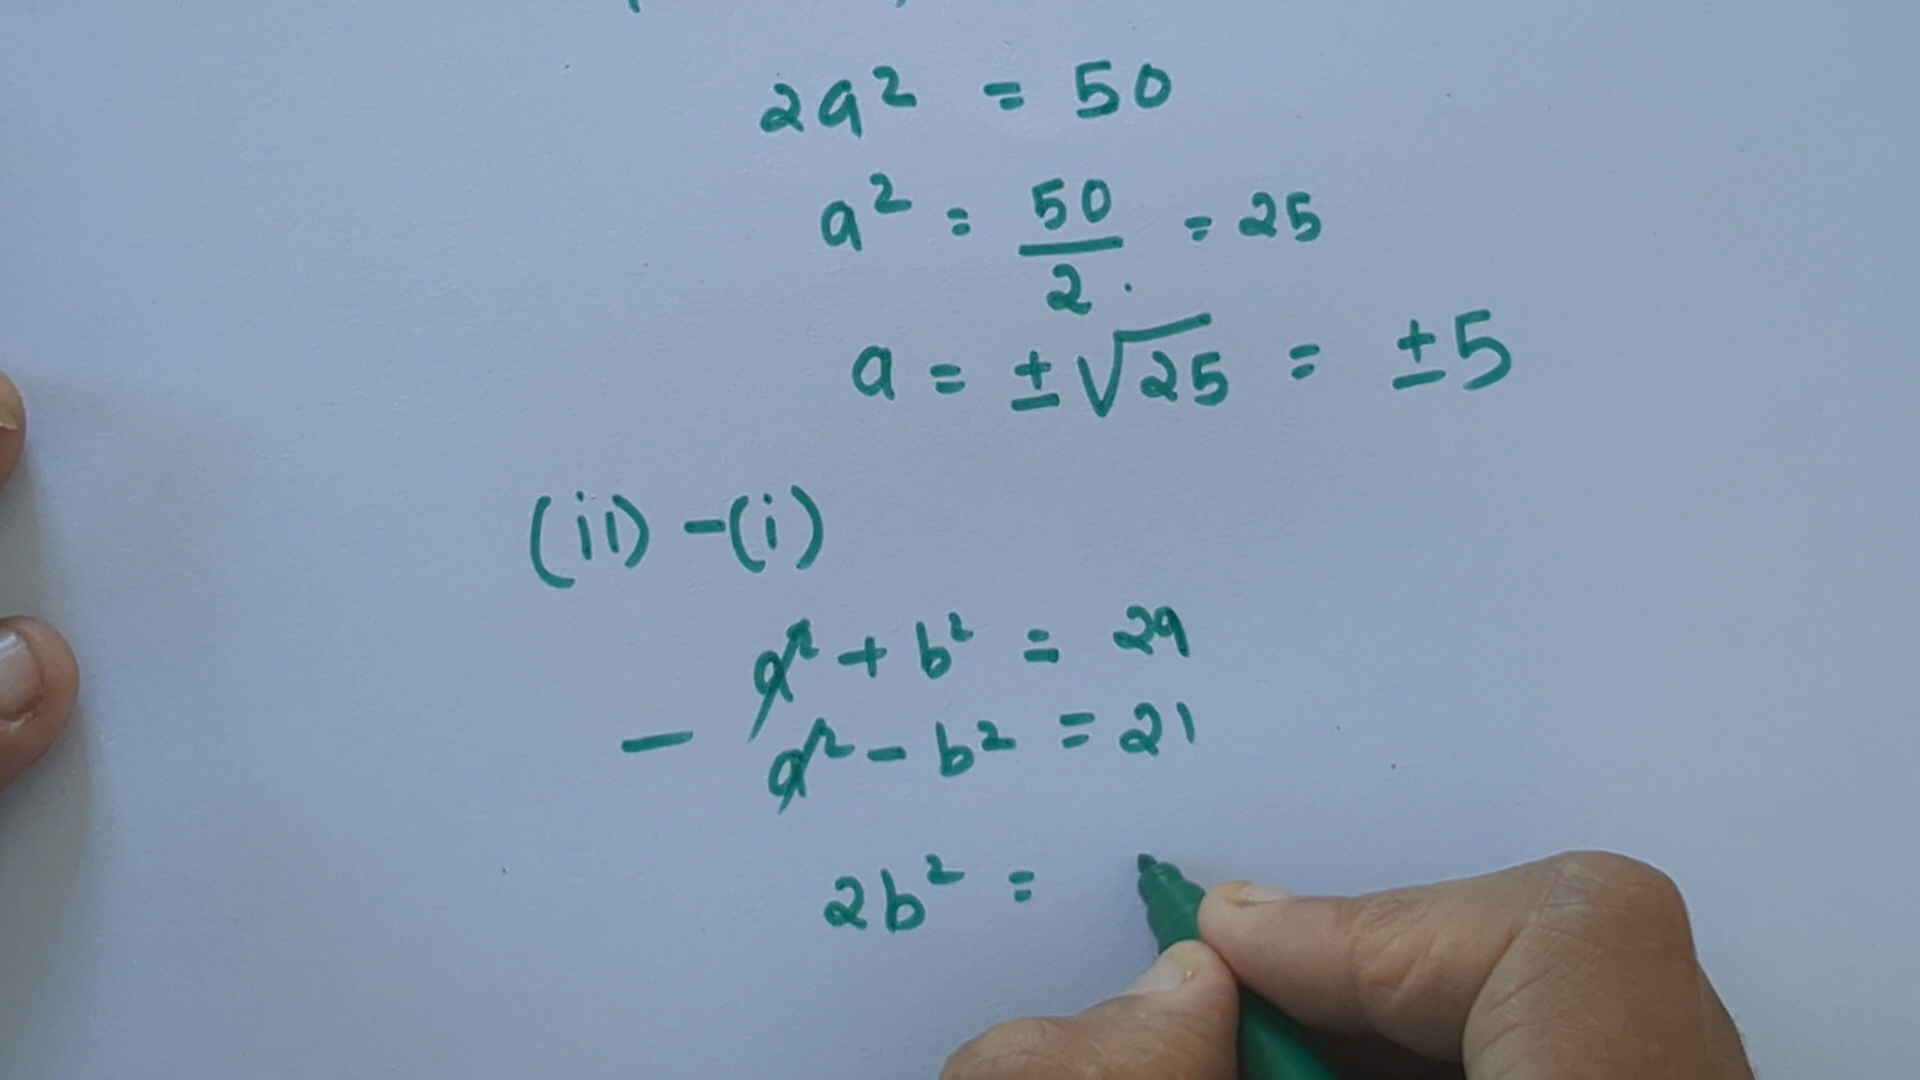 2a² = 50
a² = 50/2 = 25
a = ±√25 = ±5
(ii) -(i)
a² + b² = 29
- a² - b² = 21
2b² =